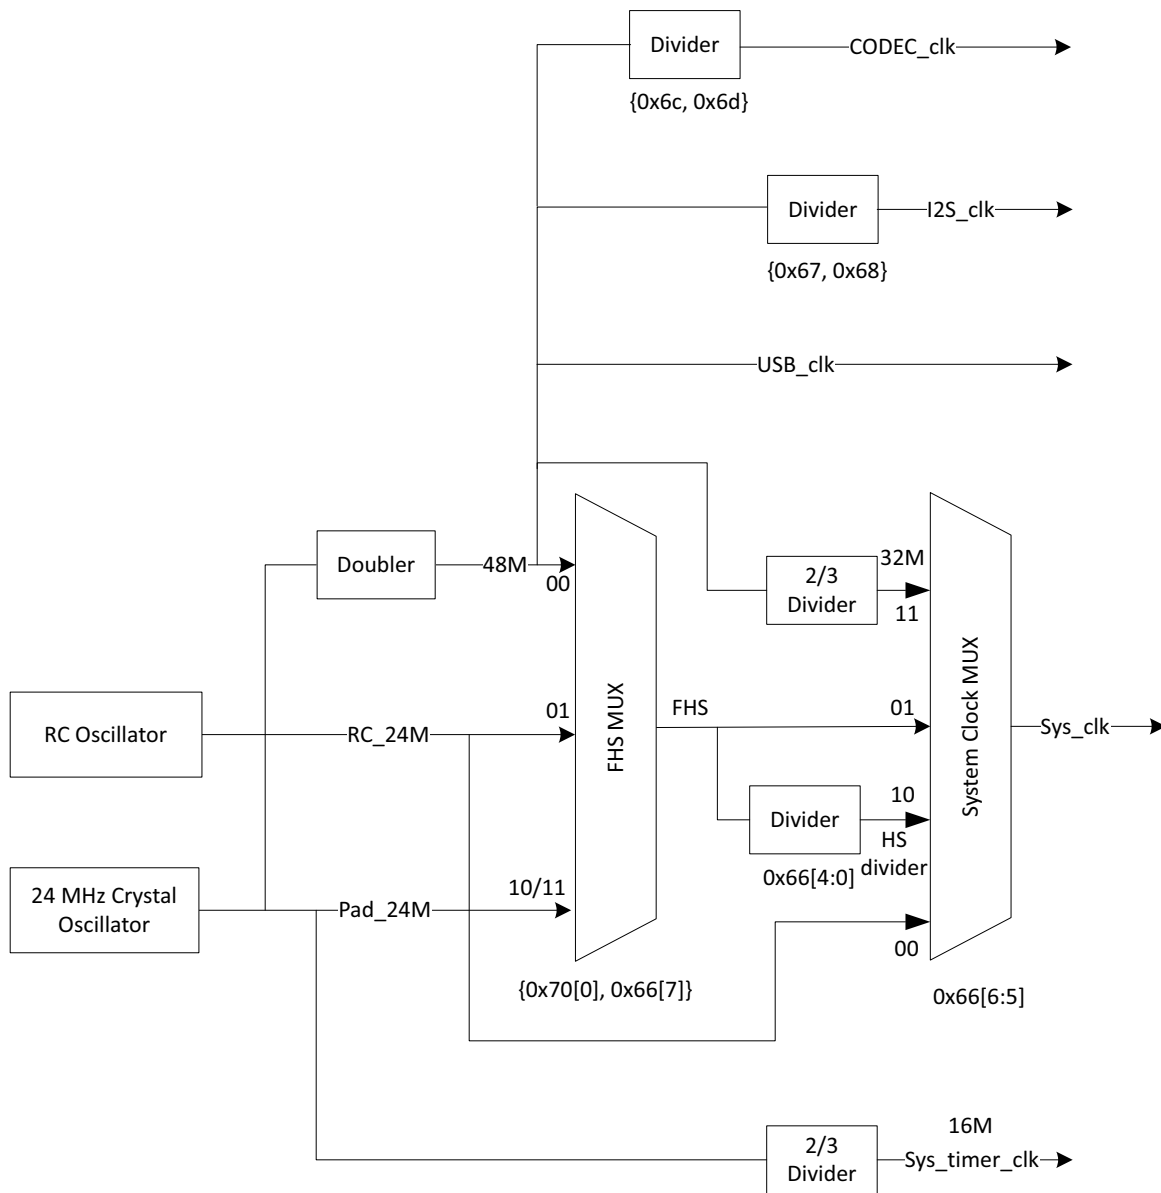 Divider
CODEC_clk
{0x6c, 0x6d}
Divider
I2S_clk
{0x67, 0x68}
USB_clk
Doubler
48M
00
2/3
Divider
32M
11
RC Oscillator
RC_24M
01
FHS MUX
FHS
01
System Clock MUX
Sys_clk
Divider
10
HS
divider
0x66[4:0]
24 MHz Crystal
Oscillator
Pad_24M
10/11
00
{0x70[0], 0x66[7]}
0x66[6:5]
2/3
Divider
16M
Sys_timer_clk